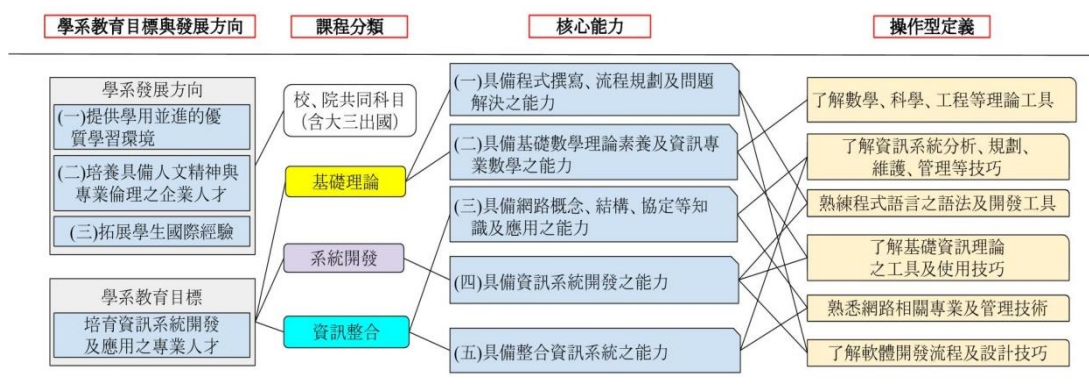 學系教育目標與發展方向
課程分類
核心能力
操作型定義
學系發展方向
(一)提供學用並進的優
質學習環境
(二)培養具備人文精神與
專業倫理之企業人才
(三)拓展學生國際經驗
學系教育目標
培育資訊系統開發
及應用之專業人才
校、院共同科目
(含大三出國)
基礎理論
系統開發
資訊整合
(一)具備程式撰寫、流程規劃及問題
解決之能力
(二)具備基礎數學理論素養及資訊專
業數學之能力
(三)具備網路概念、結構、協定等知
識及應用之能力
(四)具備資訊系統開發之能力
(五)具備整合資訊系統之能力
了解數學、科學、工程等理論工具
了解資訊系統分析、規劃、
維護、管理等技巧
熟練程式語言之語法及開發工具
了解基礎資訊理論
之工具及使用技巧
熟悉網路相關專業及管理技術
了解軟體開發流程及設計技巧